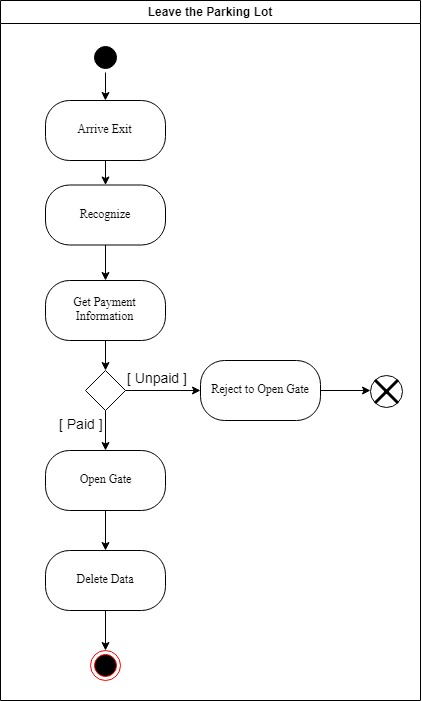 Leave the Parking Lot
Arrive Exit
Recognize
Get Payment
Information
[ Unpaid ]
Reject to Open Gate
[ Paid ]
Open Gate
Delete Data